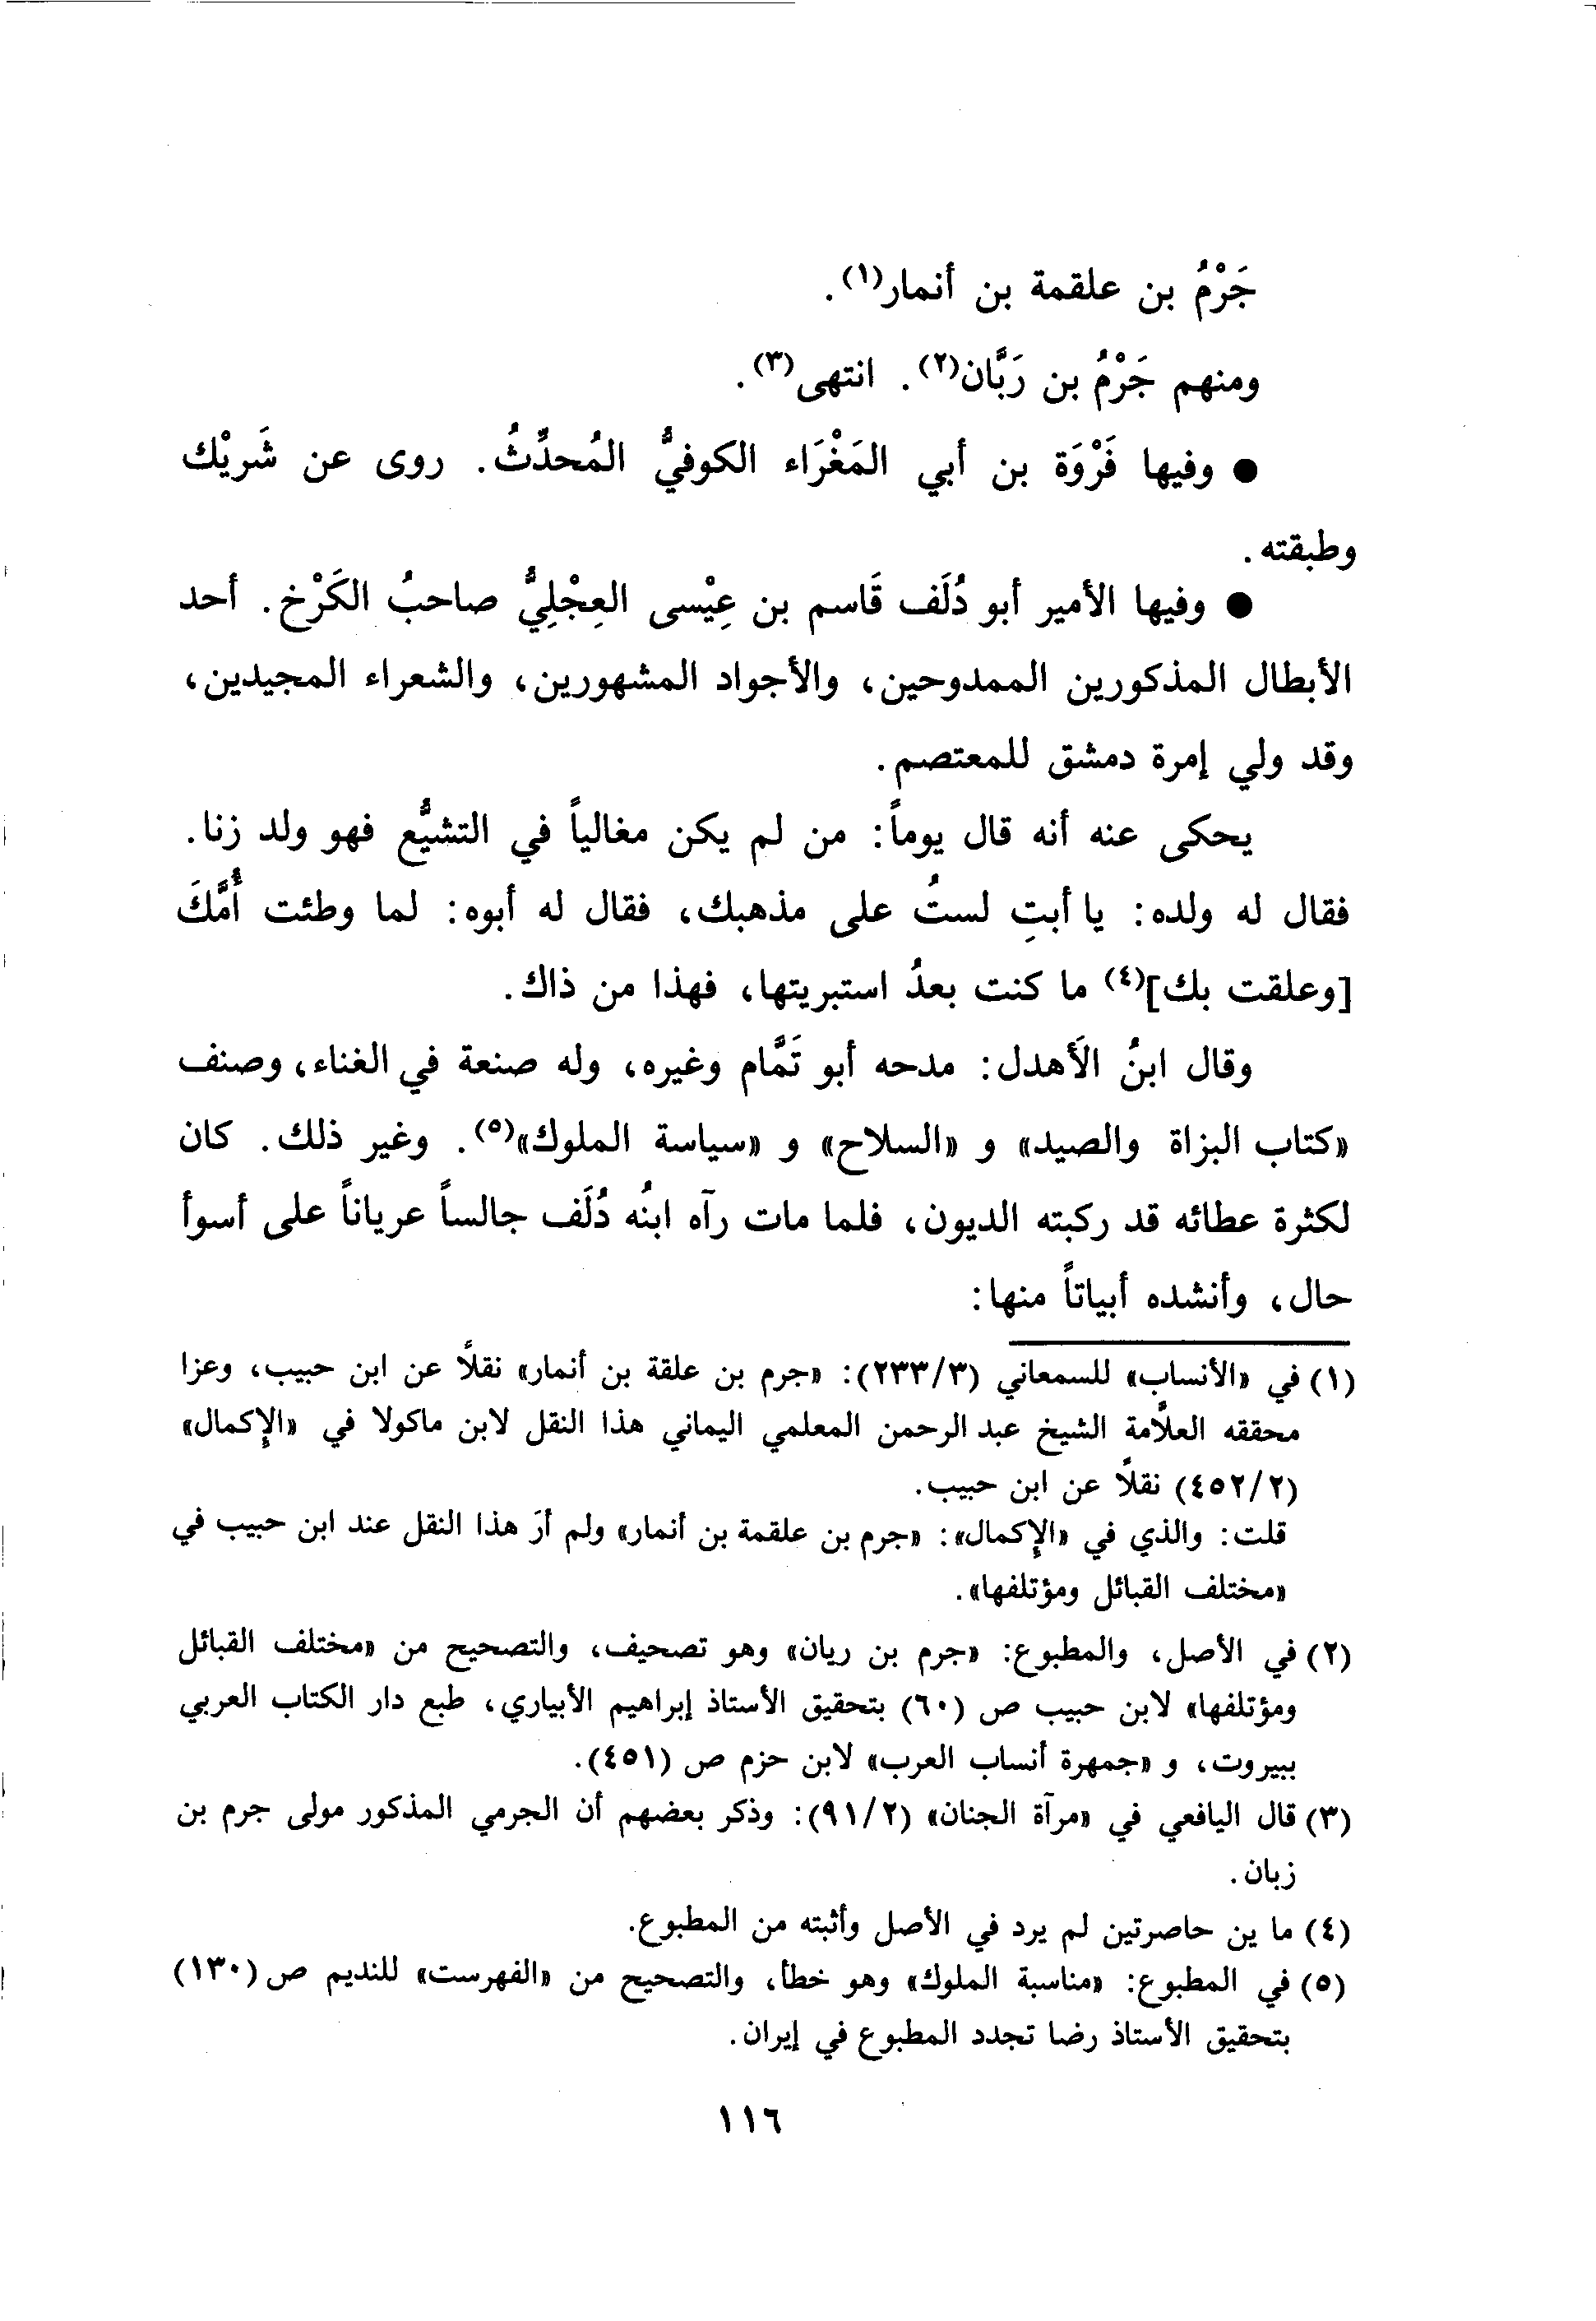 جَرْمُ بن علقمة بن أنمار(١).
ومنهم جَرْمُ بن رَبَّان(٢). انتهى(٣).
● وفيها فَرْوَة بن أبي المَغْرَاء الكوفيُّ المُحدِّثُ. روى عن شَرِيْك
وطبقته.
● وفيها الأمير أبو دُلَف قَاسم بن عِيْسى العِجْلِيُّ صاحبُ الكَرْخ. أحد
الأبطال المذكورين الممدوحين، والأجواد المشهورين، والشعراء المجيدين،
وقد ولي إمرة دمشق للمعتصم.
يحكى عنه أنه قال يوماً: من لم يكن مغالياً في التشيُّع فهو ولد زنا.
فقال له ولده: يا أبتِ لستُ على مذهبك، فقال له أبوه: لما وطئت أُمَّكَ
[وعلقت بك](٤) ما كنت بعدُ استبريتها، فهذا من ذاك.
وقال ابنُ الأَهدل: مدحه أبو تَمَّام وغيره، وله صنعة في الغناء، وصنف
«كتاب البزاة والصيد» و «السلاح» و «سياسة الملوك»(٥). وغير ذلك. كان
لكثرة عطائه قد ركبته الديون، فلما مات رآه ابنُه دُلَف جالساً عرياناً على أسوأ
حال، وأنشده أبياتاً منها:
(١) في «الأنساب» للسمعاني (٢٣٣/٣): «جرم بن علقة بن أنمار» نقلاً عن ابن حبيب، وعزا
محققه العلاَّمة الشيخ عبد الرحمن المعلمي اليماني هذا النقل لابن ماكولا في «الإكمال»
(٤٥٢/٢) نقلاً عن ابن حبيب.
قلت: والذي في «الإكمال»: «جرم بن علقمة بن أنمار» ولم أرَ هذا النقل عند ابن حبيب في
«مختلف القبائل ومؤتلفها».
(٢) في الأصل، والمطبوع: «جرم بن ريان» وهو تصحيف، والتصحيح من «مختلف القبائل
ومؤتلفها» لابن حبيب ص (٦٠) بتحقيق الأستاذ إبراهيم الأبياري، طبع دار الكتاب العربي
ببيروت، و «جمهرة أنساب العرب» لابن حزم ص (٤٥١).
(٣) قال اليافعي في «مرآة الجنان» (٩١/٢): وذكر بعضهم أن الجرمي المذكور مولى جرم بن
زبان.
(٤) ما ين حاصرتين لم يرد في الأصل وأثبته من المطبوع.
(٥) في المطبوع: «مناسبة الملوك» وهو خطأ، والتصحيح من «الفهرست» للنديم ص (١٣٠)
بتحقيق الأستاذ رضا تجدد المطبوع في إيران.
١١٦